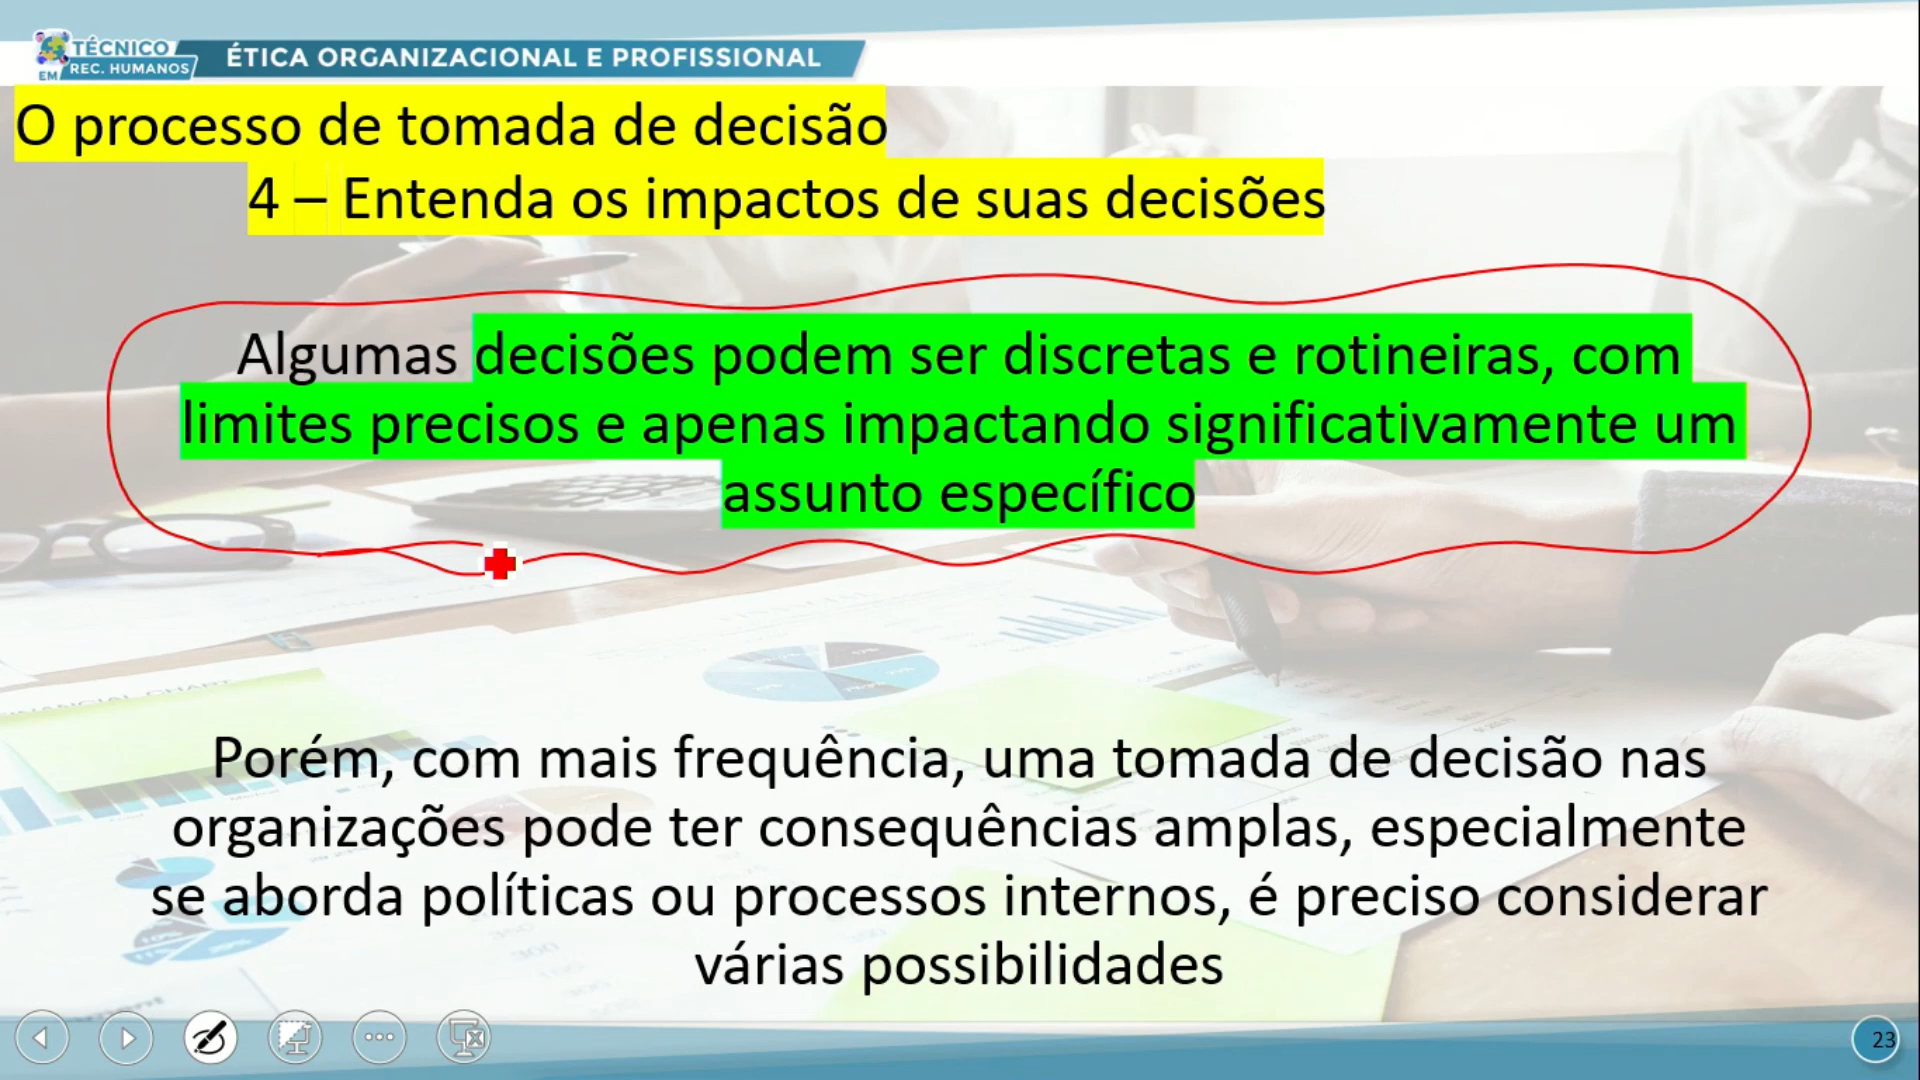 TÉCNICO
EM REC. HUMANOS
ÉTICA ORGANIZACIONAL E PROFISSIONAL
O processo de tomada de decisão
4 – Entenda os impactos de suas decisões
Algumas decisões podem ser discretas e rotineiras, com
limites precisos e apenas impactando significativamente um
assunto específico
Porém, com mais frequência, uma tomada de decisão nas
organizações pode ter consequências amplas, especialmente
se aborda políticas ou processos internos, é preciso considerar
várias possibilidades
23